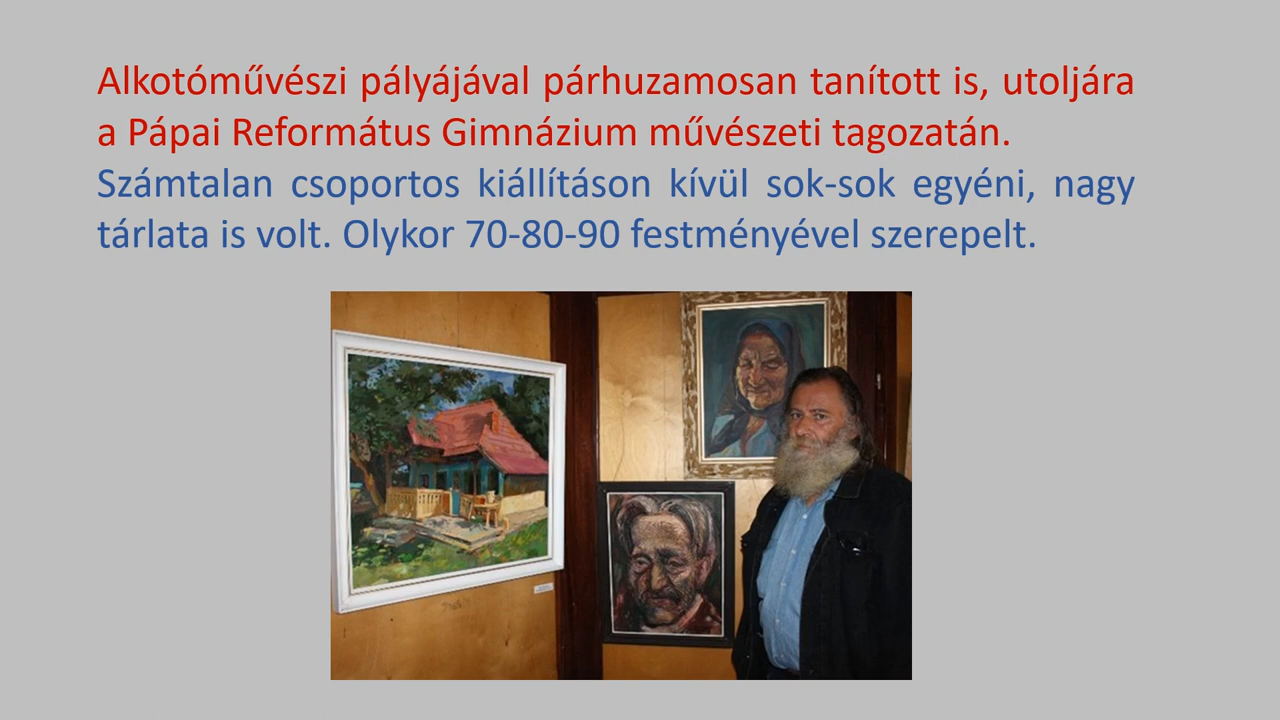 Alkotóművészi pályájával párhuzamosan tanított is, utoljára
a Pápai Református Gimnázium művészeti tagozatán.
Számtalan csoportos kiállításon kívül sok-sok egyéni, nagy
tárlata is volt. Olykor 70-80-90 festményével szerepelt.